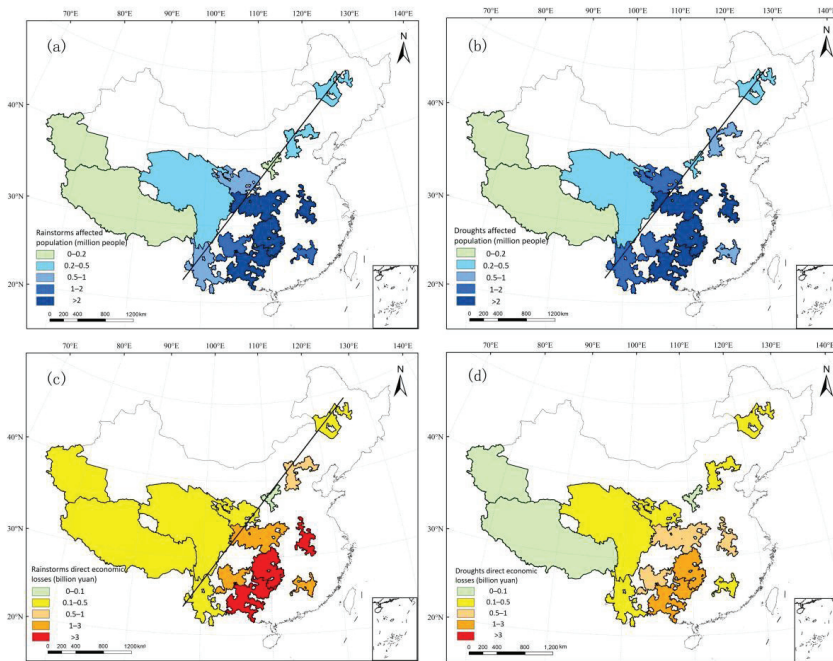 70°E 80°E 90°E 100°E 110°E 120°E 130°E
(a)
N
40°N
30°N
20°N
Rainstorms affected
population (million people)
0–0.2
0.2–0.5
0.5–1
1–2
>2
0 200 400 800 1200km
70°E 80°E 90°E 100°E 110°E 120°E 130°E
(b)
N
40°N
30°N
20°N
Droughts affected
population (million people)
0–0.2
0.2–0.5
0.5–1
1–2
>2
0 200 400 800 1200km
70°E 80°E 90°E 100°E 110°E 120°E 130°E
(c)
N
40°N
30°N
20°N
Rainstorms direct economic
losses (billion yuan)
0–0.1
0.1–0.5
0.5–1
1–3
>3
0 200 400 800 1200km
70°E 80°E 90°E 100°E 110°E 120°E 130°E
(d)
N
40°N
30°N
20°N
Droughts direct economic
losses (billion yuan)
0–0.1
0.1–0.5
0.5–1
1–3
>3
0 200 400 800 1,200km